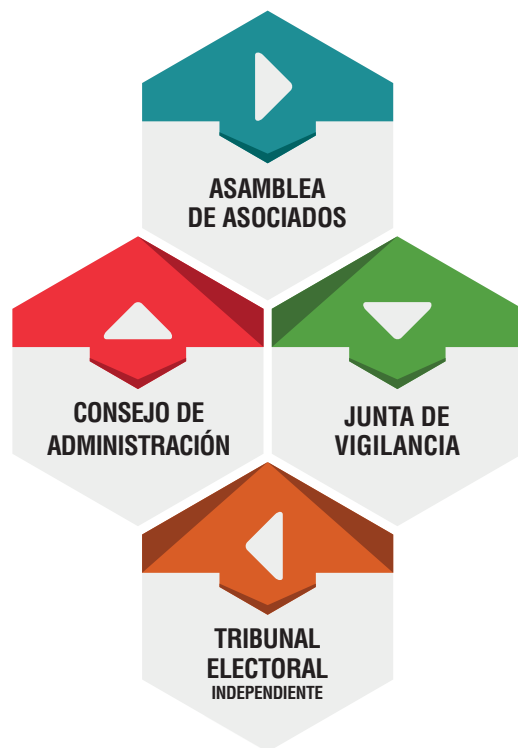 ASAMBLEA
DE ASOCIADOS
CONSEJO DE
ADMINISTRACIÓN
JUNTA DE
VIGILANCIA
TRIBUNAL
ELECTORAL
INDEPENDIENTE